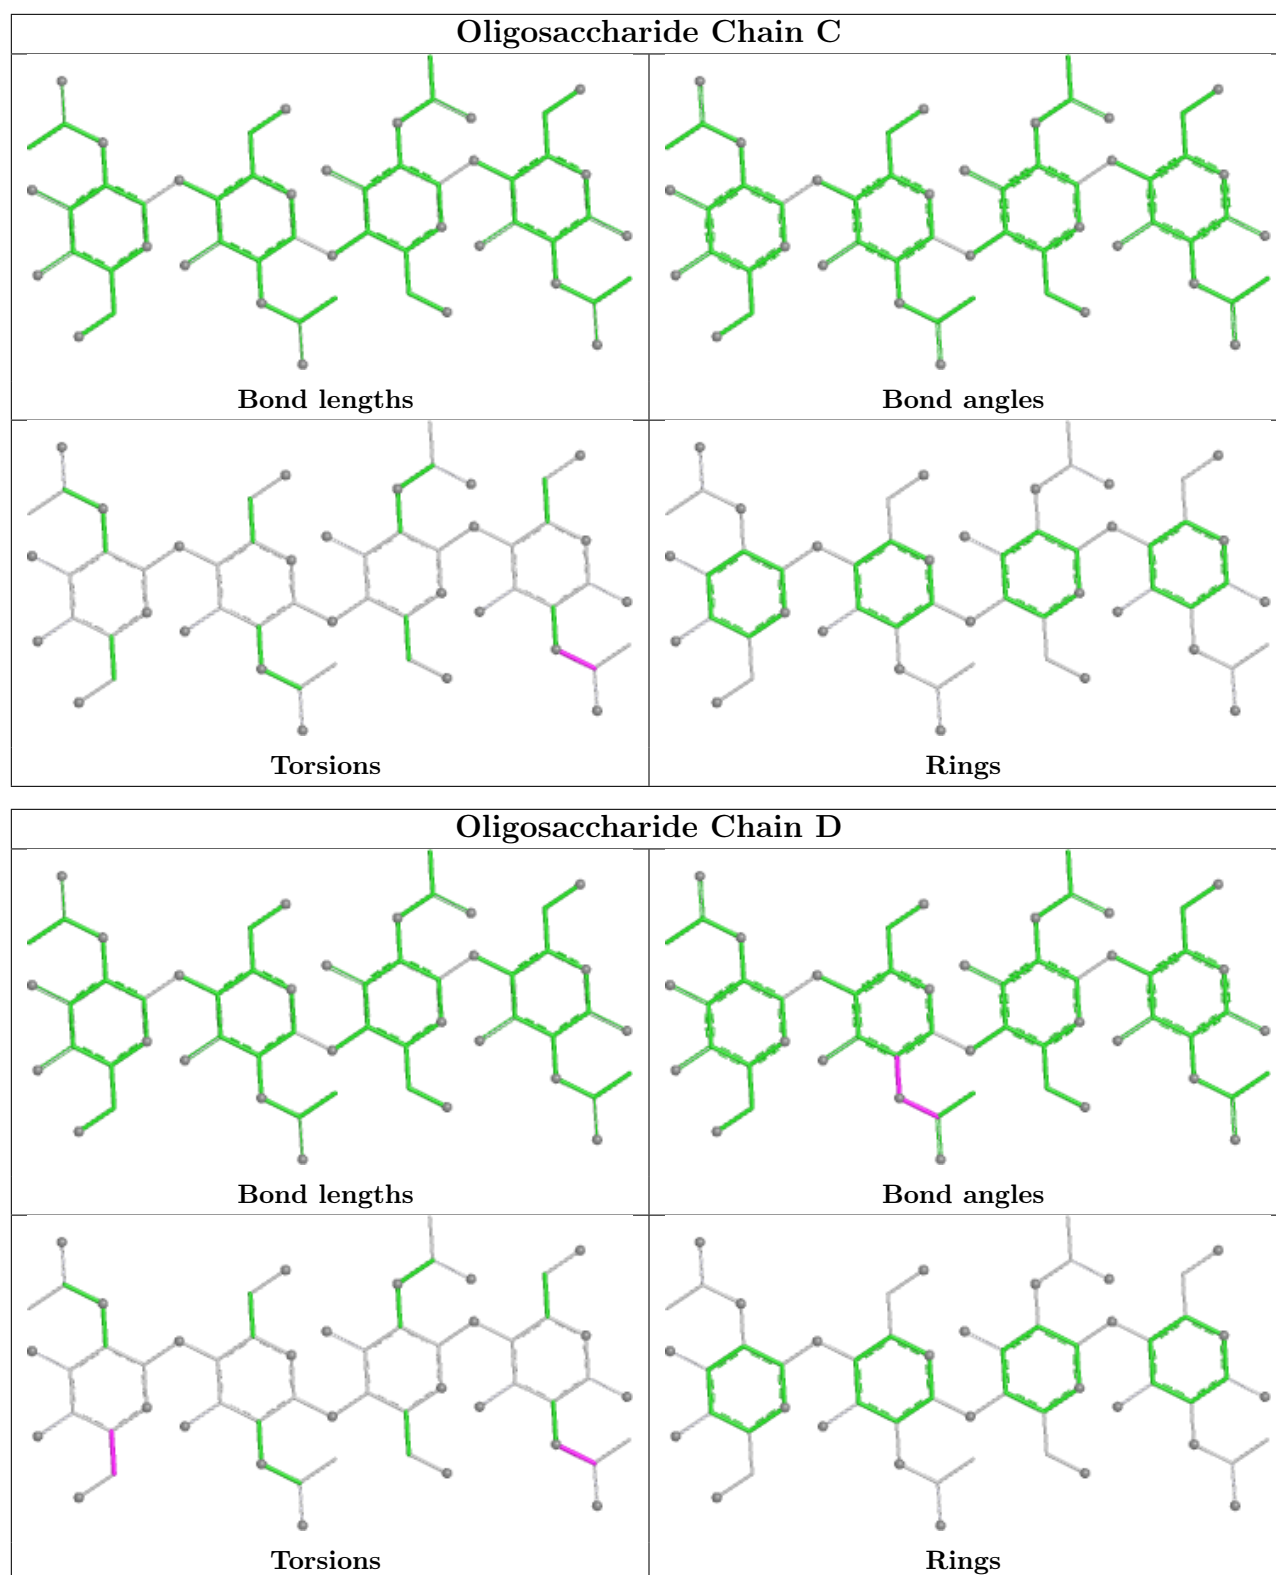 Oligosaccharide Chain C
Bond lengths
Bond angles
Torsions
Rings
Oligosaccharide Chain D
Bond lengths
Bond angles
Torsions
Rings